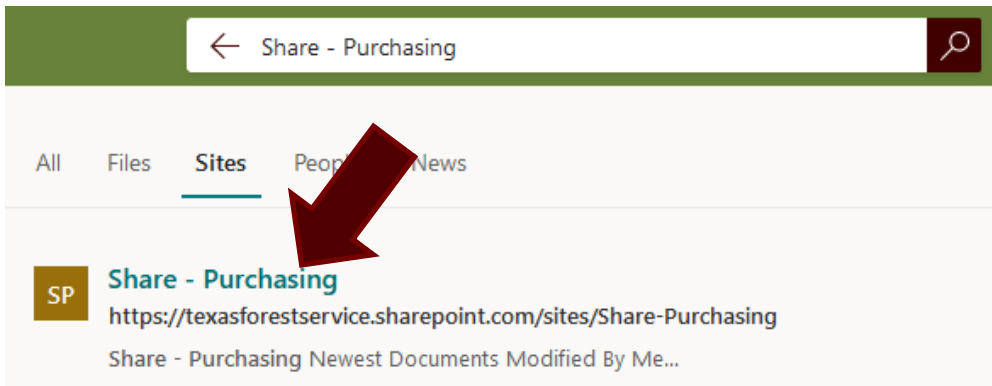 Share - Purchasing
All Files Sites News
SP
Share - Purchasing
https://texasforestservice.sharepoint.com/sites/Share-Purchasing
Share - Purchasing Newest Documents Modified By Me...